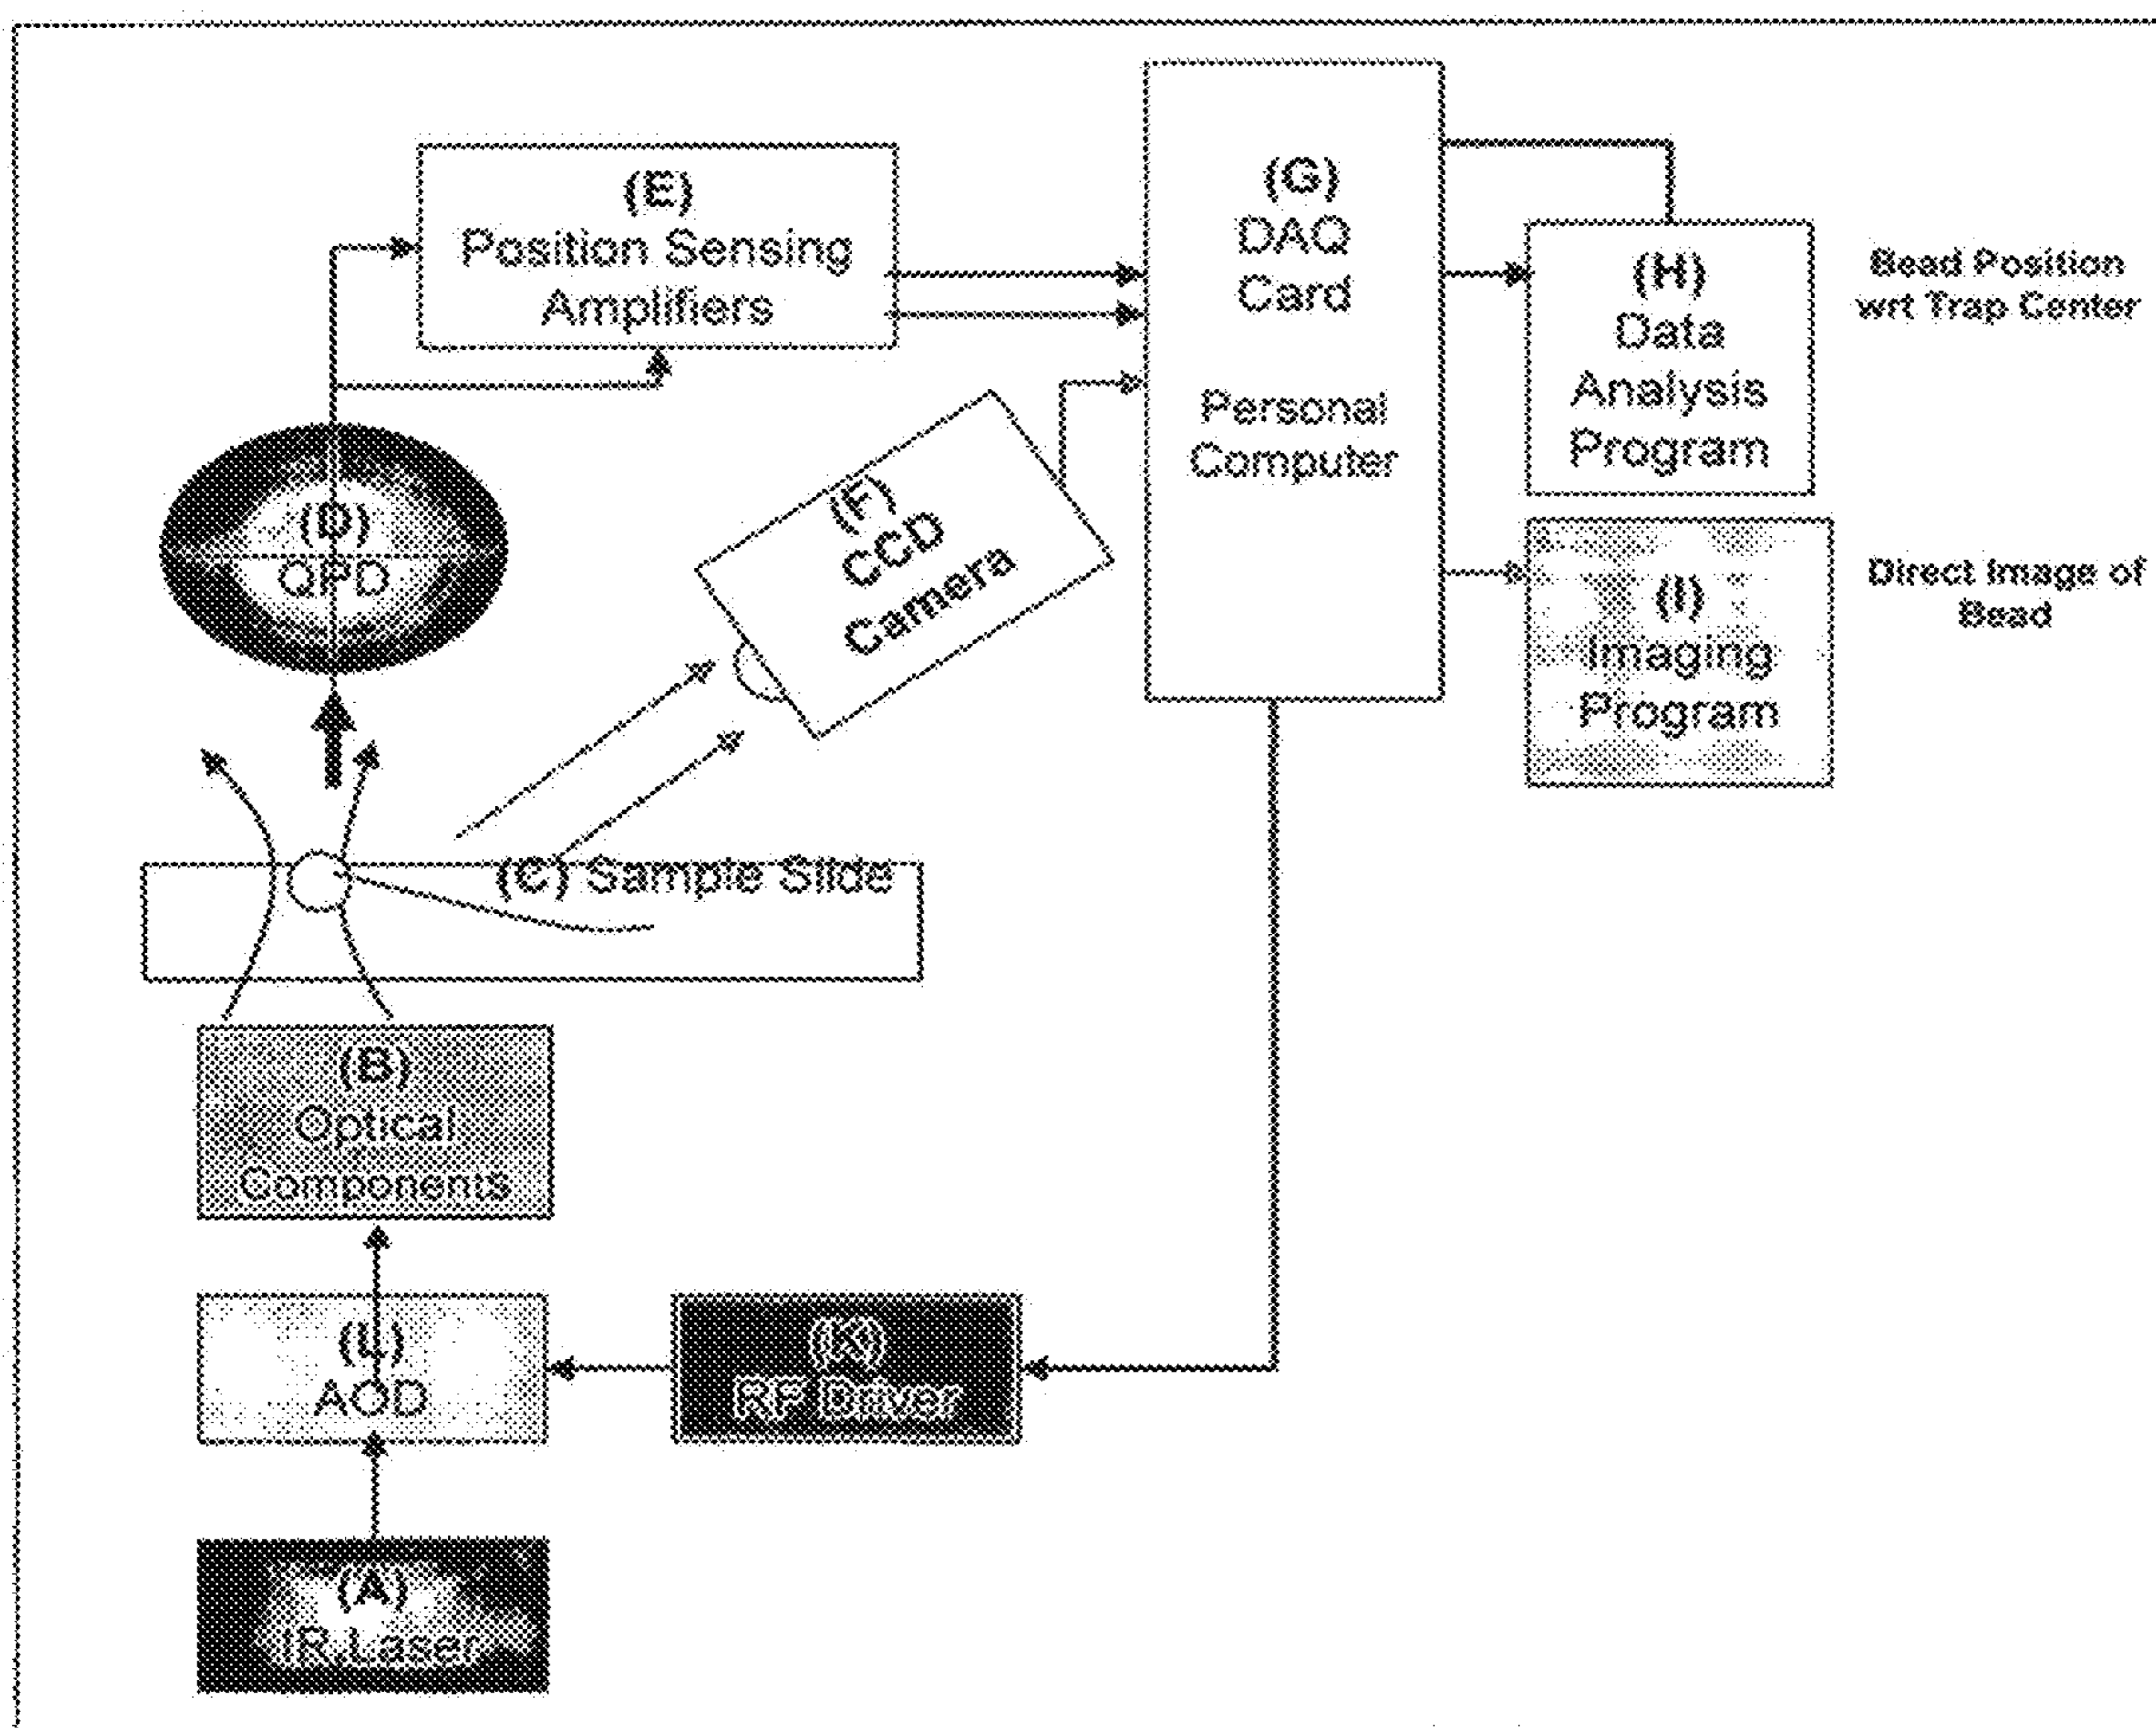 (E)
Position Sensing
Amplifiers
(G)
DAQ
Card
Personal
Computer
(H)
Data
Analysis
Program
Bead Position
wrt Trap Center
(D)
QPD
(F)
CCD
Camera
(I)
Imaging
Program
Direct Image of
Bead
(C) Sample Slide
(B)
Optical
Components
(L)
AOD
(K)
RF Driver
(A)
IR Laser